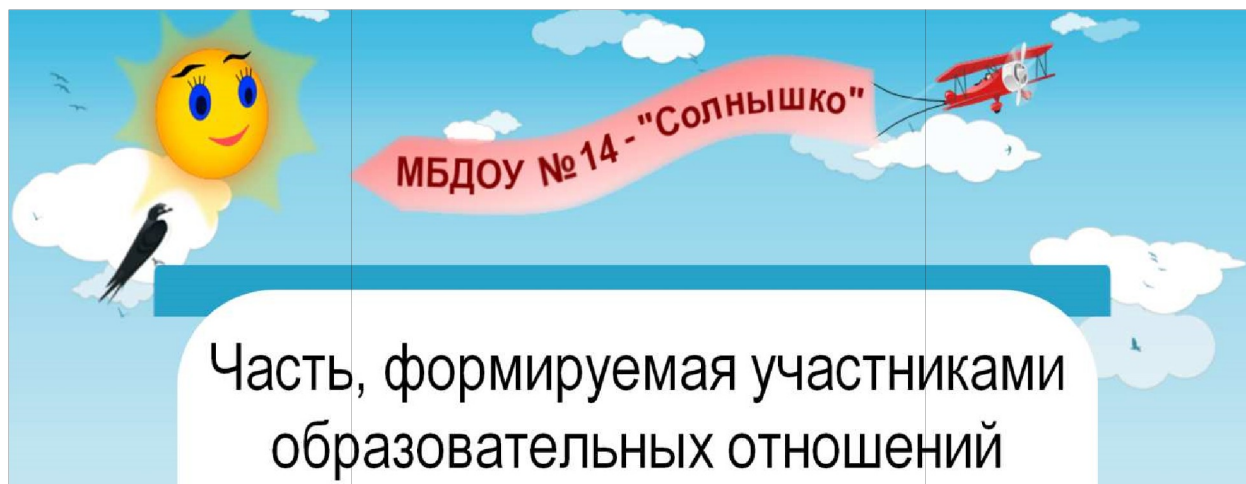 МБДОУ №14 - "Солнышко"
Часть, формируемая участниками
образовательных отношений